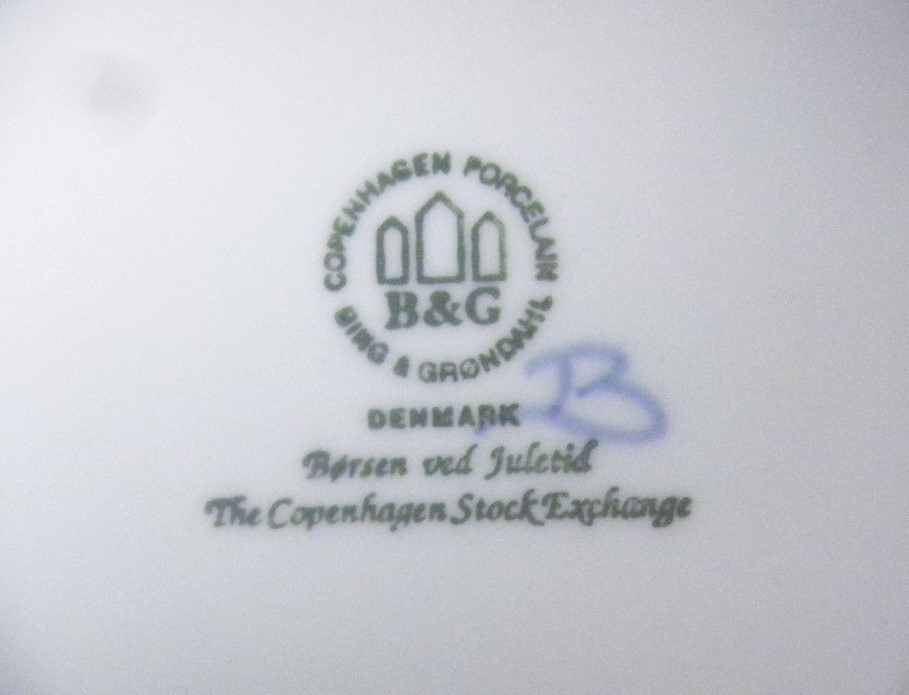 COPENHAGEN PORCELAIN
B&G
BING & GRØNDAHL
B
DENMARK
Børsen ved Juletid
The Copenhagen Stock Exchange